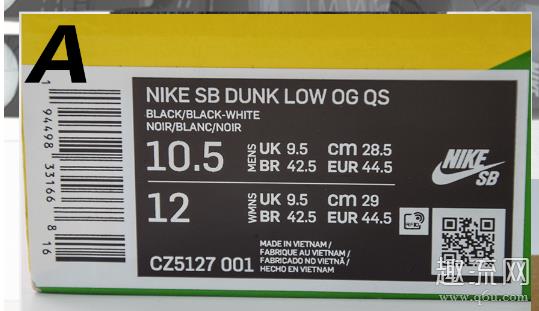 A
NIKE SB DUNK LOW OG QS
BLACK/BLACK-WHITE
NOIR/BLANC/NOIR
10.5 MENS UK 9.5 cm 28.5
BR 42.5 EUR 44.5
12 WMNS UK 9.5 cm 29
BR 42.5 EUR 44.5
MADE IN VIETNAM /
FABRIQUE AU VIETNAM /
FABRICADO NO VIETNÃ /
HECHO EN VIETNAM
CZ5127 001
NIKE
SB
1 94498 33166 8 16
趣流网
www.qou.com